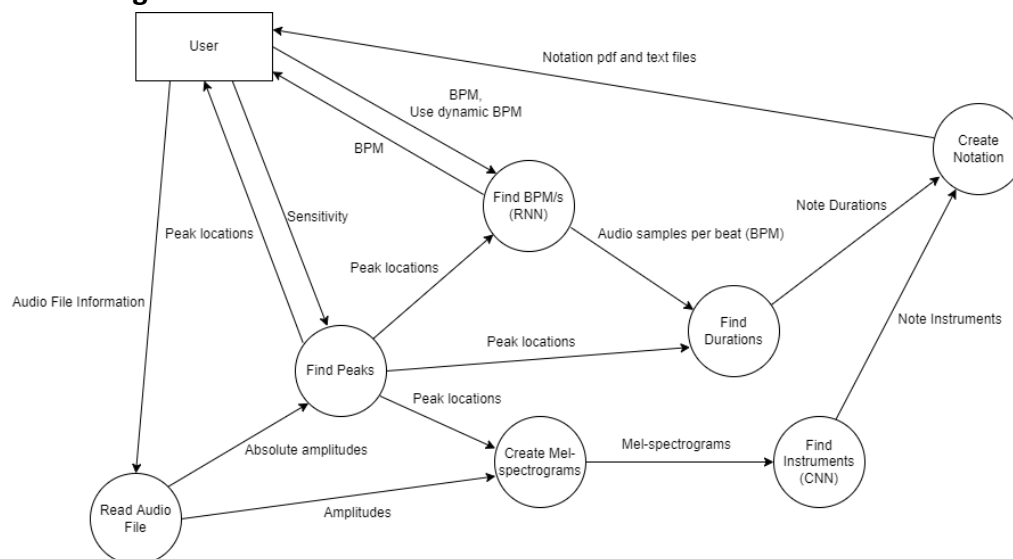 User
Notation pdf and text files
BPM,
Use dynamic BPM
BPM
Create
Notation
Find BPM/s
(RNN)
Note Durations
Sensitivity
Peak locations
Audio samples per beat (BPM)
Peak locations
Audio File Information
Find
Durations
Note Instruments
Peak locations
Find Peaks
Peak locations
Absolute amplitudes
Create Mel-
spectrograms
Mel-spectrograms
Find
Instruments
(CNN)
Read Audio
File
Amplitudes